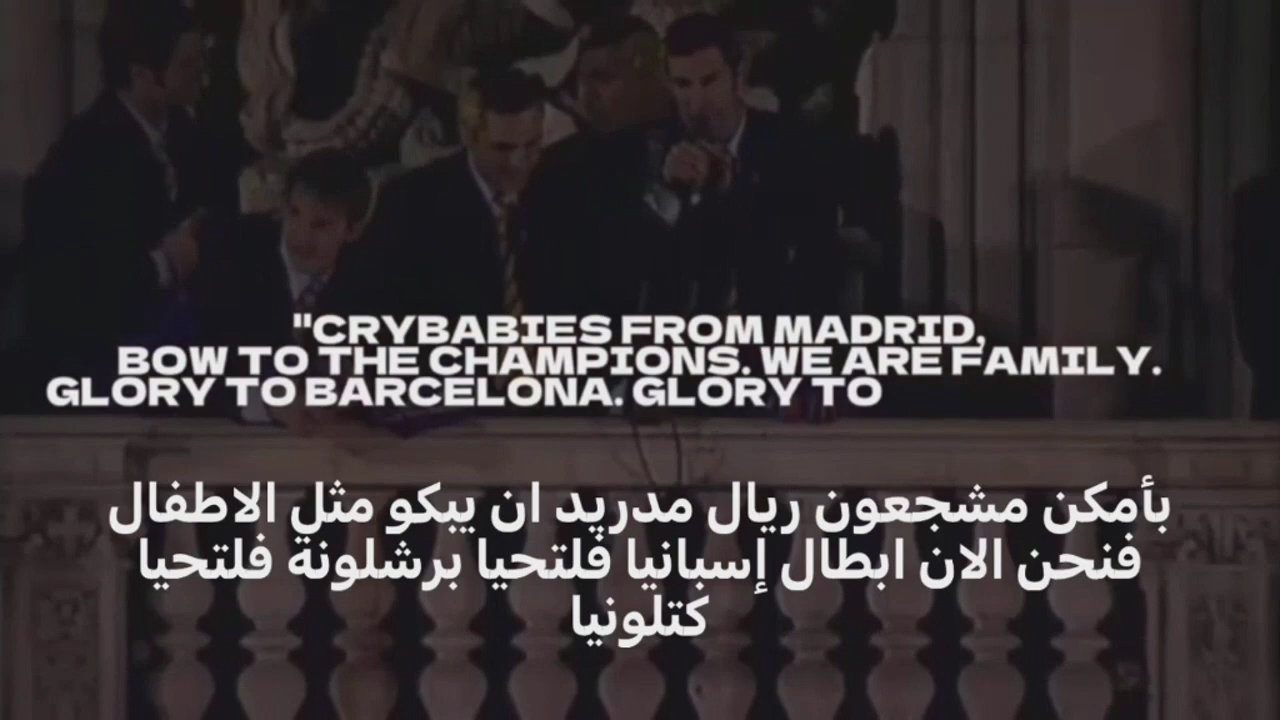 "CRYBABIES FROM MADRID,
BOW TO THE CHAMPIONS. WE ARE FAMILY.
GLORY TO BARCELONA. GLORY TO
بأمكن مشجعون ريال مدريد ان يبكو مثل الاطفال
فنحن الان ابطال إسبانيا فلتحيا برشلونة فلتحيا
كتلونيا